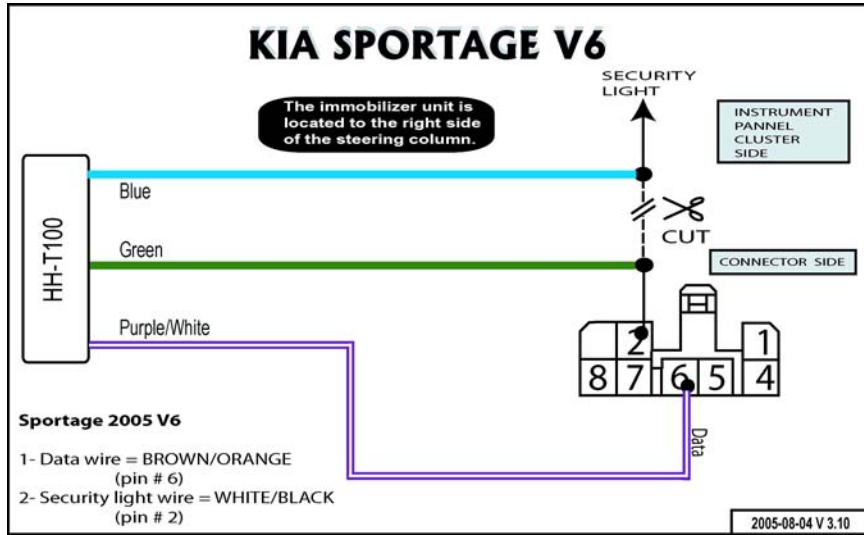 KIA SPORTAGE V6
SECURITY
LIGHT
The immobilizer unit is
located to the right side
of the steering column.
INSTRUMENT
PANNEL
CLUSTER
SIDE
Blue
CUT
HH-T100
Green
CONNECTOR SIDE
Purple/White
2 1
8 7 6 5 4
Data
Sportage 2005 V6
1- Data wire = BROWN/ORANGE
(pin # 6)
2- Security light wire = WHITE/BLACK
(pin # 2)
2005-08-04 V 3.10